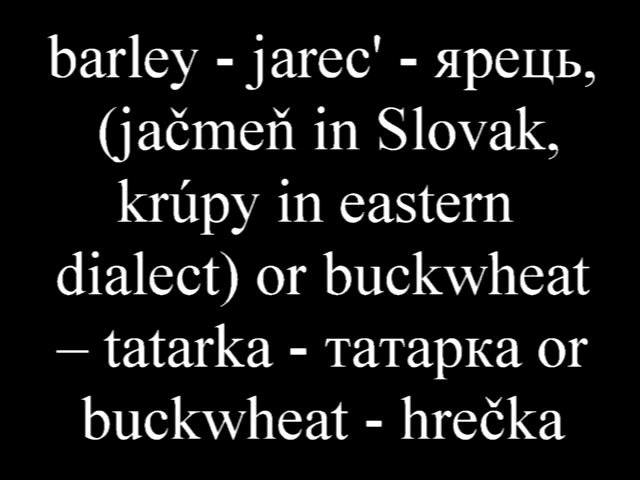 barley - jarec' - ярець,
(jačmeň in Slovak,
krúpy in eastern
dialect) or buckwheat
– tatarka - татарка or
buckwheat - hrečka